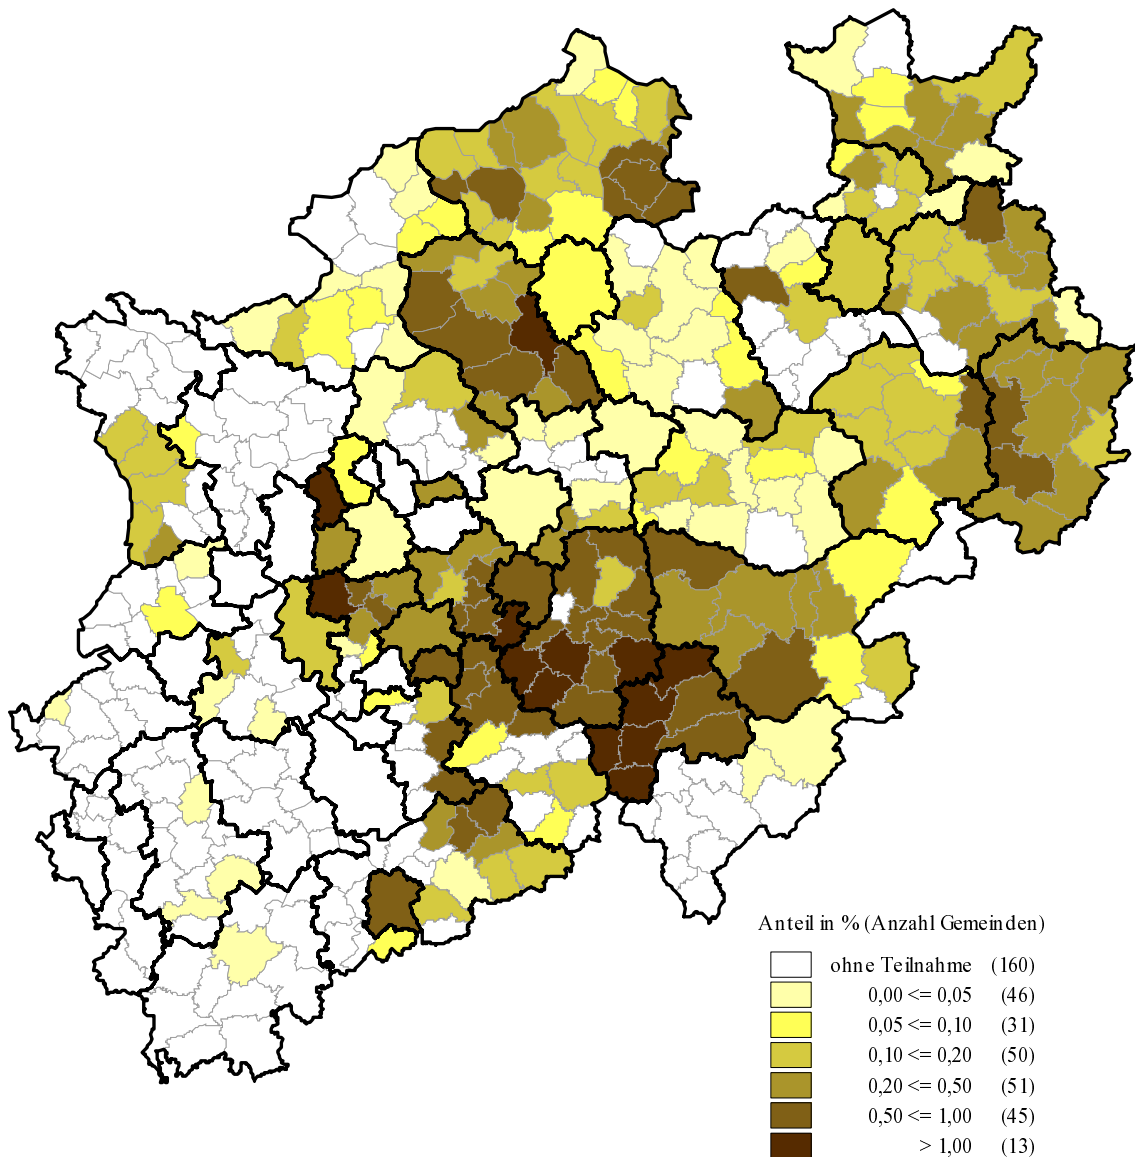 Anteil in % (Anzahl Gemeinden)
ohne Teilnahme (160)
0,00 <= 0,05 (46)
0,05 <= 0,10 (31)
0,10 <= 0,20 (50)
0,20 <= 0,50 (51)
0,50 <= 1,00 (45)
> 1,00 (13)